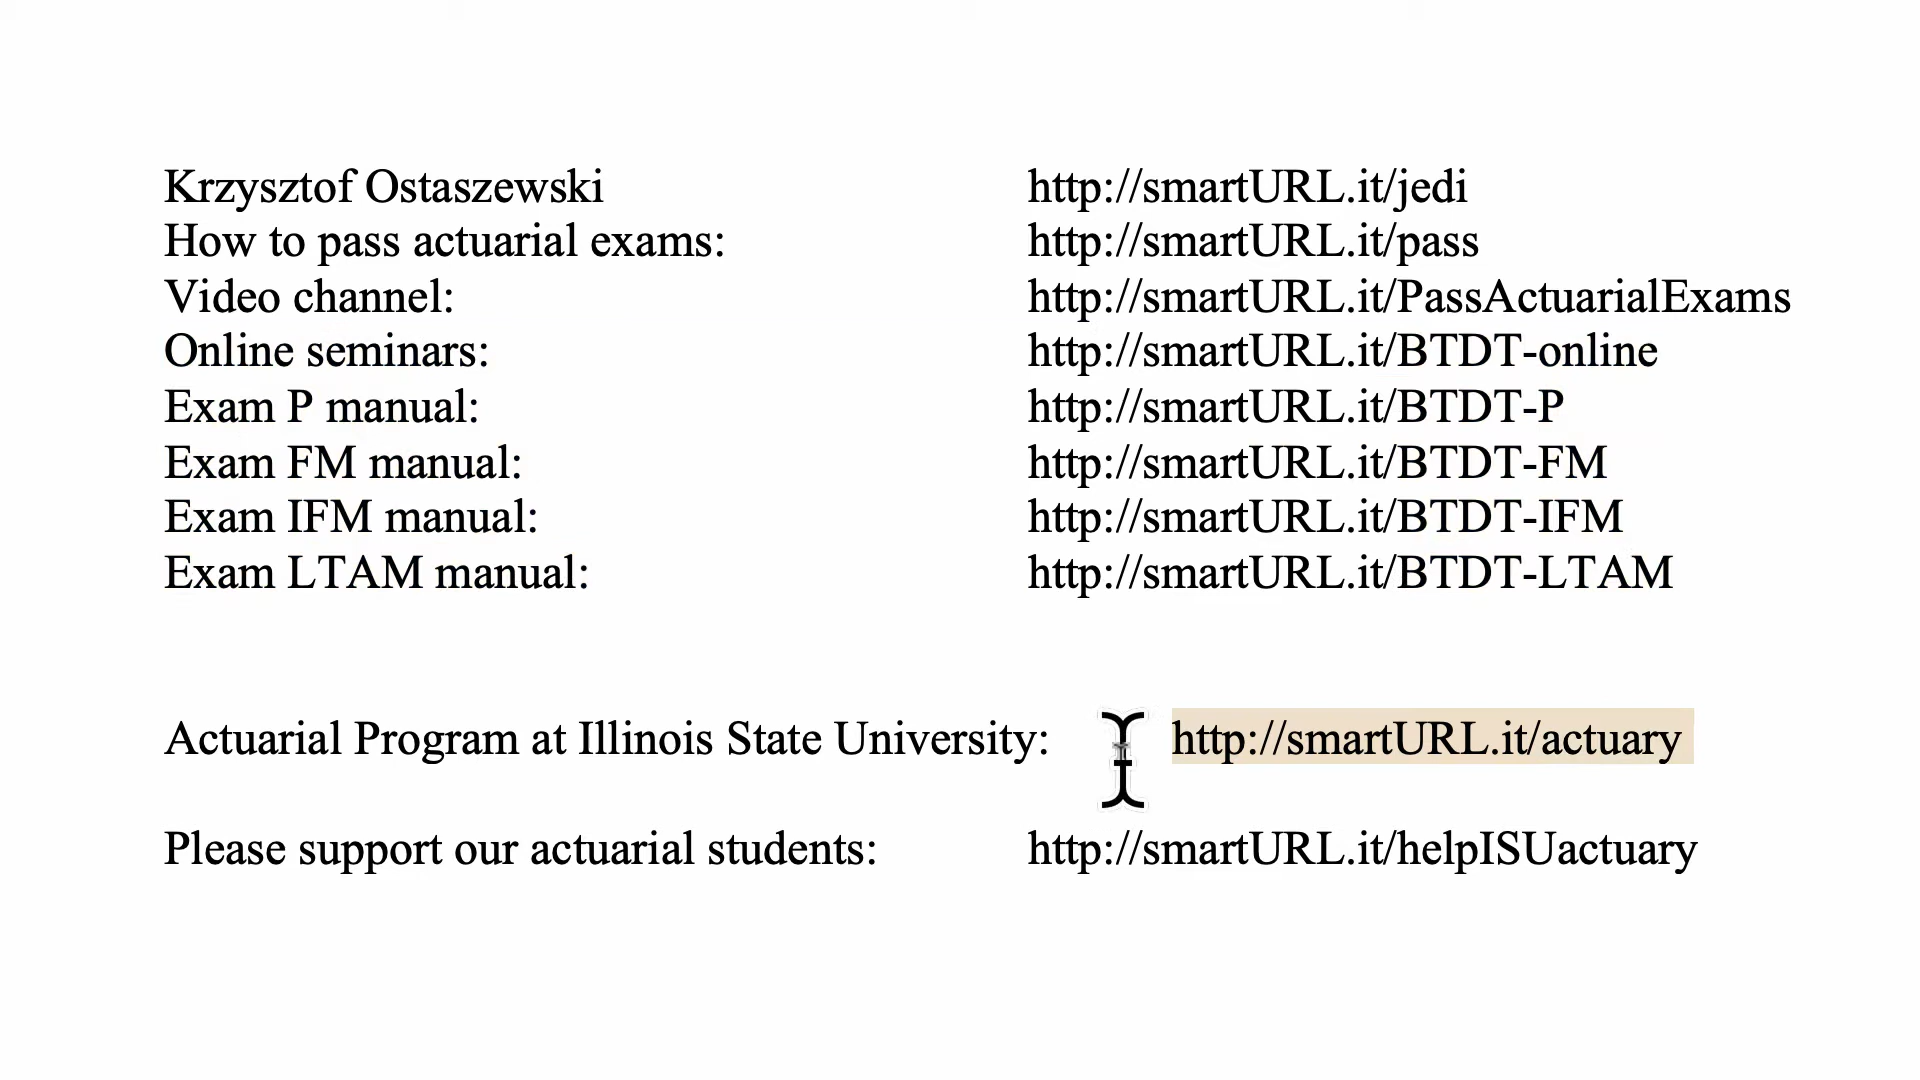 Krzysztof Ostaszewski http://smartURL.it/jedi
How to pass actuarial exams: http://smartURL.it/pass
Video channel: http://smartURL.it/PassActuarialExams
Online seminars: http://smartURL.it/BTDT-online
Exam P manual: http://smartURL.it/BTDT-P
Exam FM manual: http://smartURL.it/BTDT-FM
Exam IFM manual: http://smartURL.it/BTDT-IFM
Exam LTAM manual: http://smartURL.it/BTDT-LTAM
Actuarial Program at Illinois State University: http://smartURL.it/actuary
Please support our actuarial students: http://smartURL.it/helpISUactuary